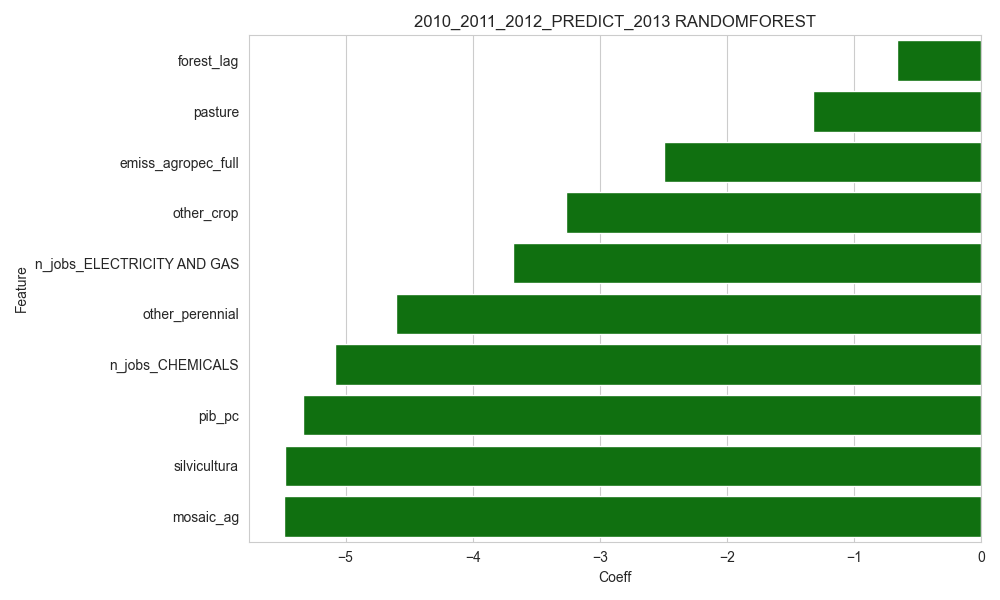 2010_2011_2012_PREDICT_2013 RANDOMFOREST
Feature
forest_lag
pasture
emiss_agropec_full
other_crop
n_jobs_ELECTRICITY AND GAS
other_perennial
n_jobs_CHEMICALS
pib_pc
silvicultura
mosaic_ag
−5 −4 −3 −2 −1 0
Coeff